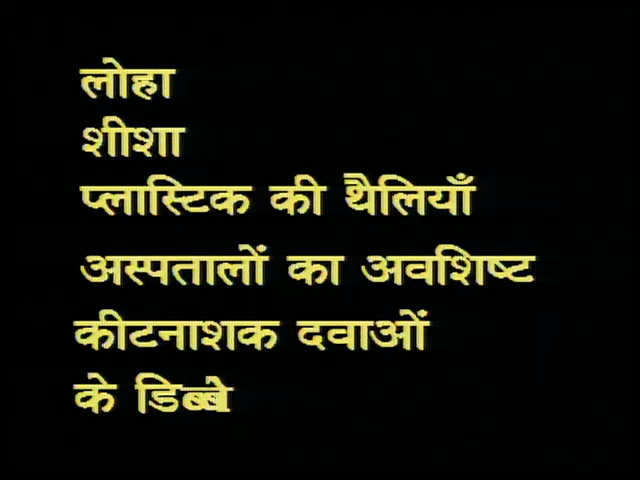 लोहा
शीशा
प्लास्टिक की थैलियाँ
अस्पतालों का अवशिष्ट
कीटनाशक दवाओं
के डिब्बे